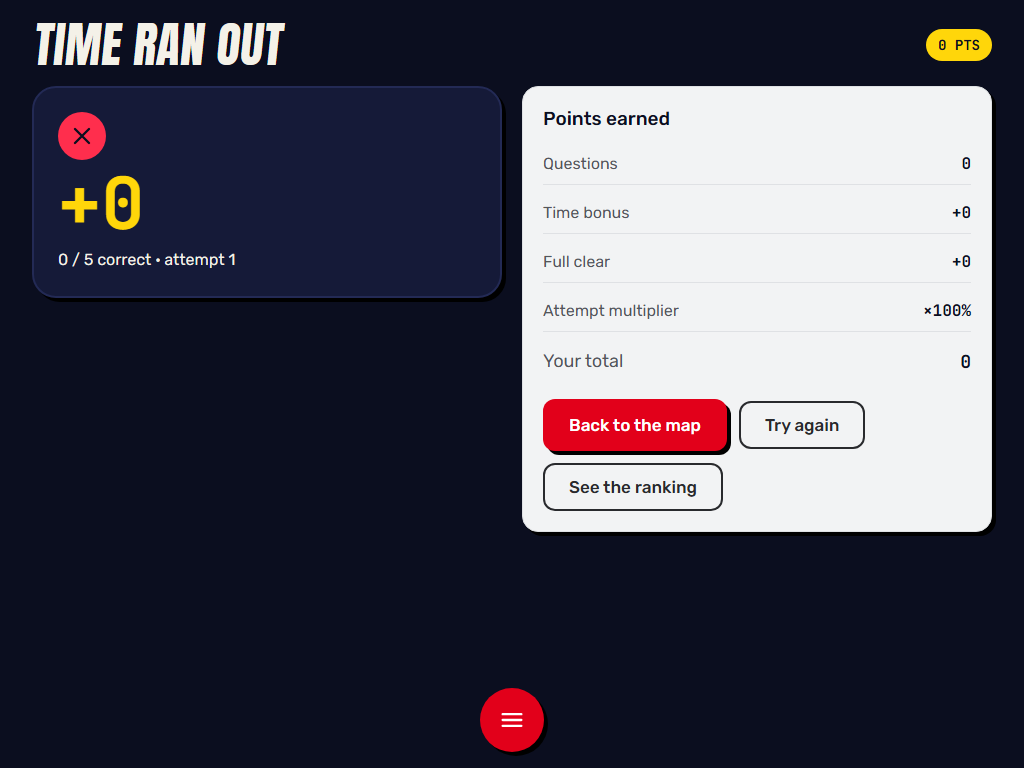 TIME RAN OUT
0 PTS
+0
0 / 5 correct • attempt 1
Points earned
Questions 0
Time bonus +0
Full clear +0
Attempt multiplier ×100%
Your total 0
Back to the map
Try again
See the ranking